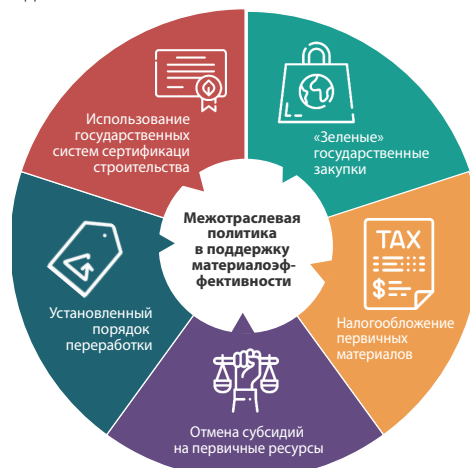 Использование
государственных
систем сертификаци
строительства
«Зеленые»
государственные
закупки
Межотраслевая
политика
в поддержку
материалоэф-
фективности
TAX
$
Налогообложение
первичных
материалов
Установленный
порядок
переработки
Отмена субсидий
на первичные ресурсы